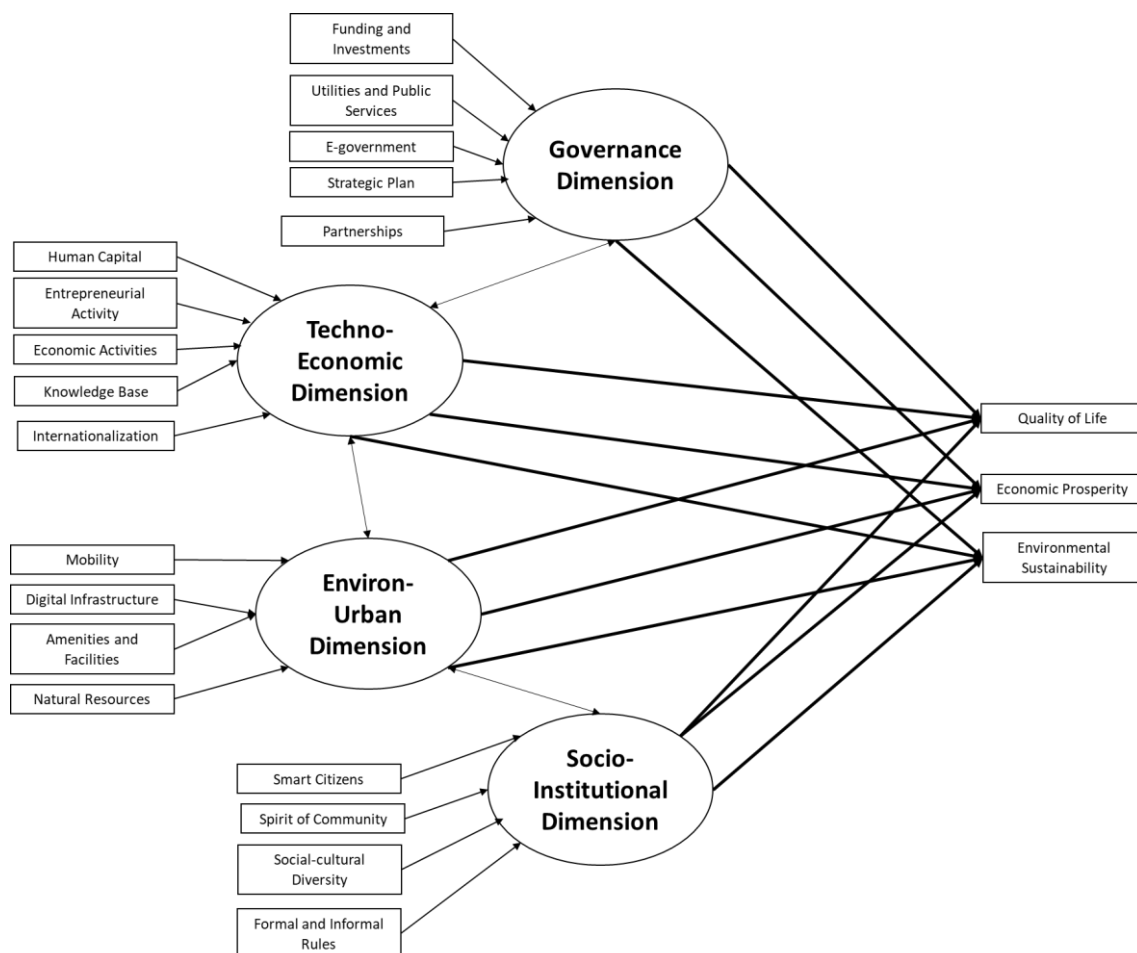 Funding and
Investments
Utilities and Public
Services
E-government
Strategic Plan
Partnerships
Governance
Dimension
Human Capital
Entrepreneurial
Activity
Economic Activities
Knowledge Base
Internationalization
Techno-
Economic
Dimension
Quality of Life
Economic Prosperity
Environmental
Sustainability
Mobility
Digital Infrastructure
Amenities and
Facilities
Natural Resources
Environ-
Urban
Dimension
Smart Citizens
Spirit of Community
Social-cultural
Diversity
Formal and Informal
Rules
Socio-
Institutional
Dimension